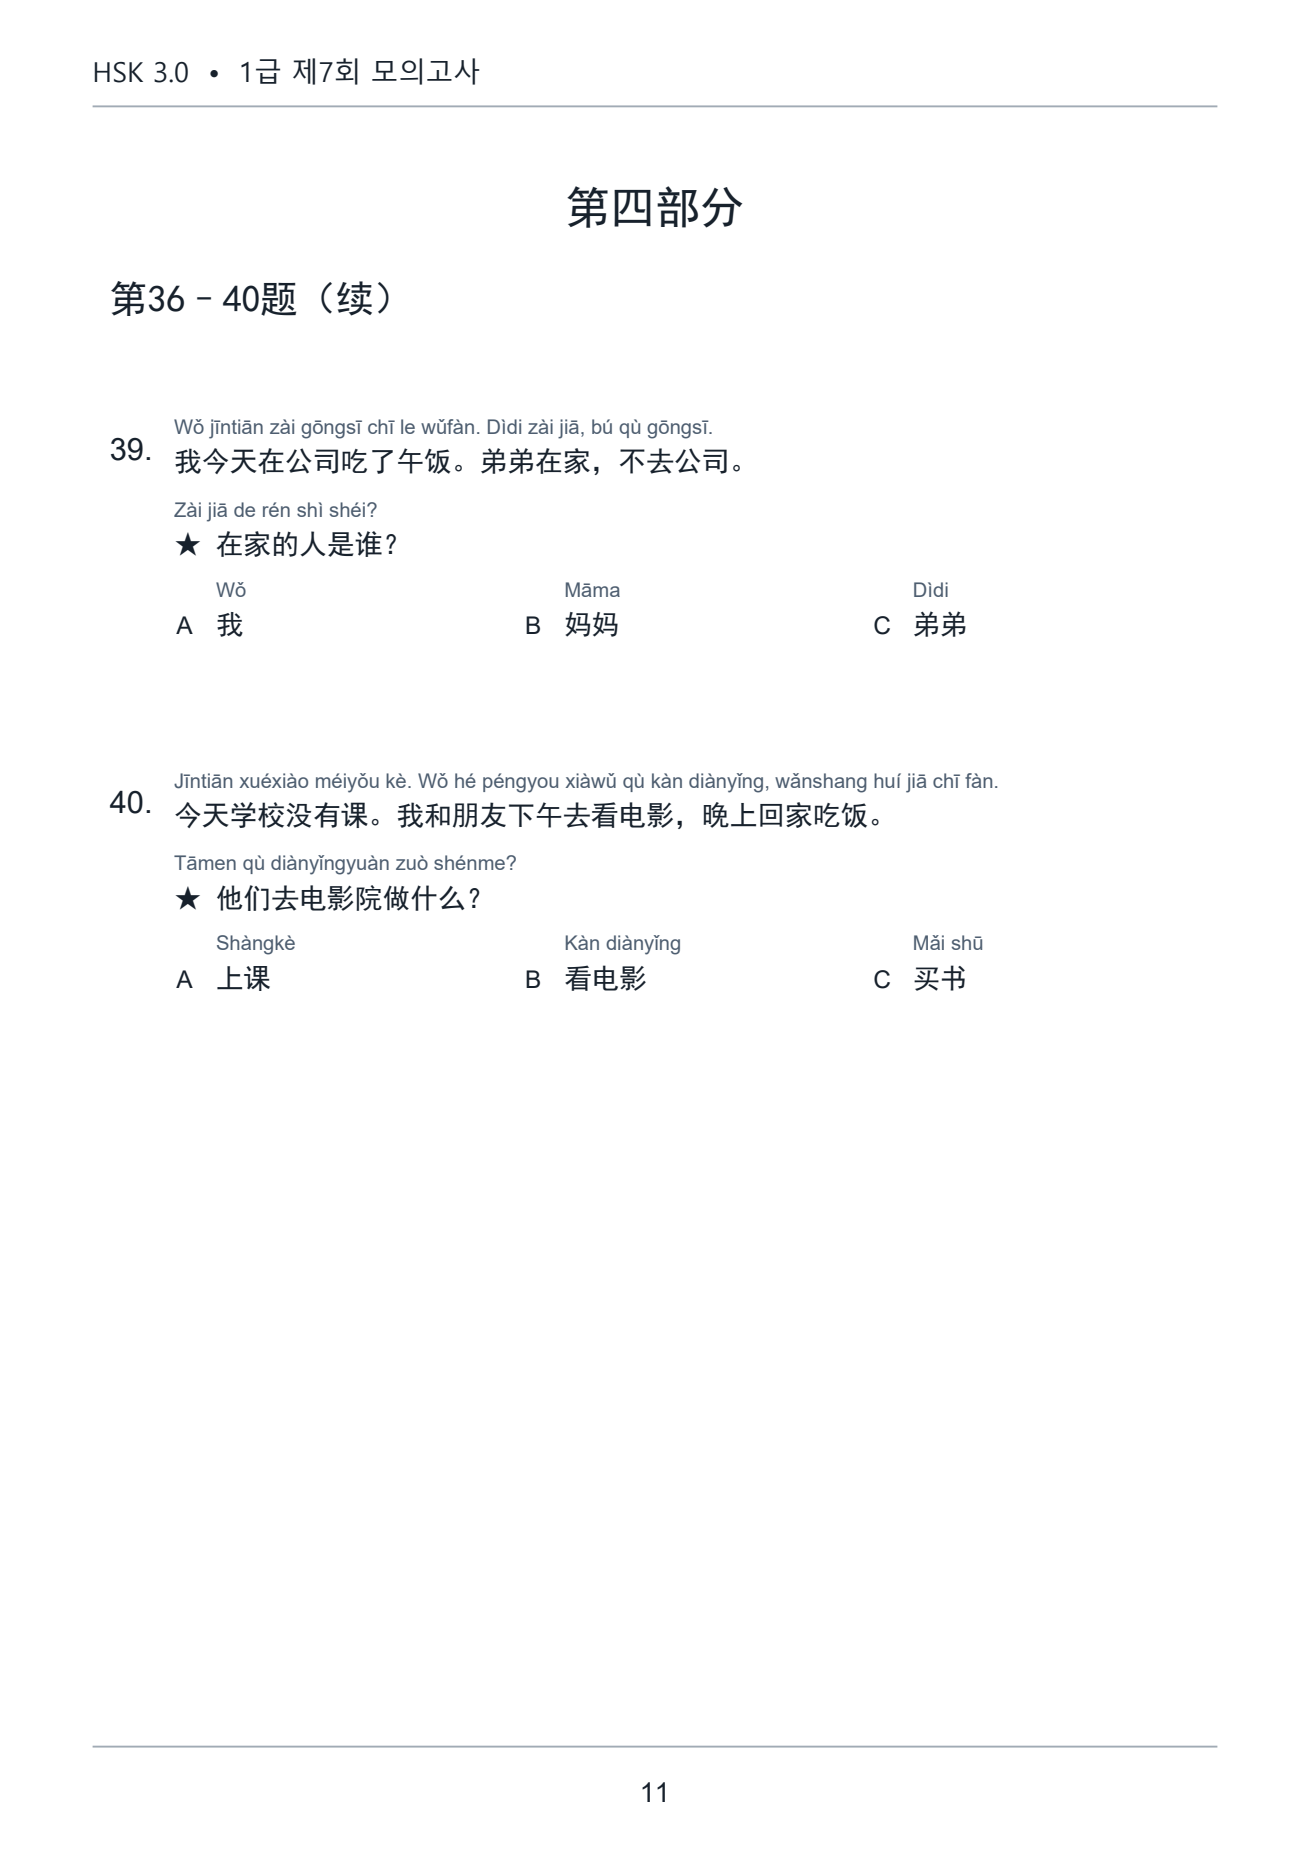 HSK 3.0 • 1급 제7회 모의고사
第四部分
第36 – 40题（续）
Wǒ jīntiān zài gōngsī chī le wǔfàn. Dìdi zài jiā, bú qù gōngsī.
39. 我今天在公司吃了午饭。弟弟在家，不去公司。
Zài jiā de rén shì shéi?
★ 在家的人是谁？
Wǒ Māma Dìdi
A 我 B 妈妈 C 弟弟
Jīntiān xuéxiào méiyǒu kè. Wǒ hé péngyou xiàwǔ qù kàn diànyǐng, wǎnshang huí jiā chī fàn.
40. 今天学校没有课。我和朋友下午去看电影，晚上回家吃饭。
Tāmen qù diànyǐngyuàn zuò shénme?
★ 他们去电影院做什么？
Shàngkè Kàn diànyǐng Mǎi shū
A 上课 B 看电影 C 买书
11